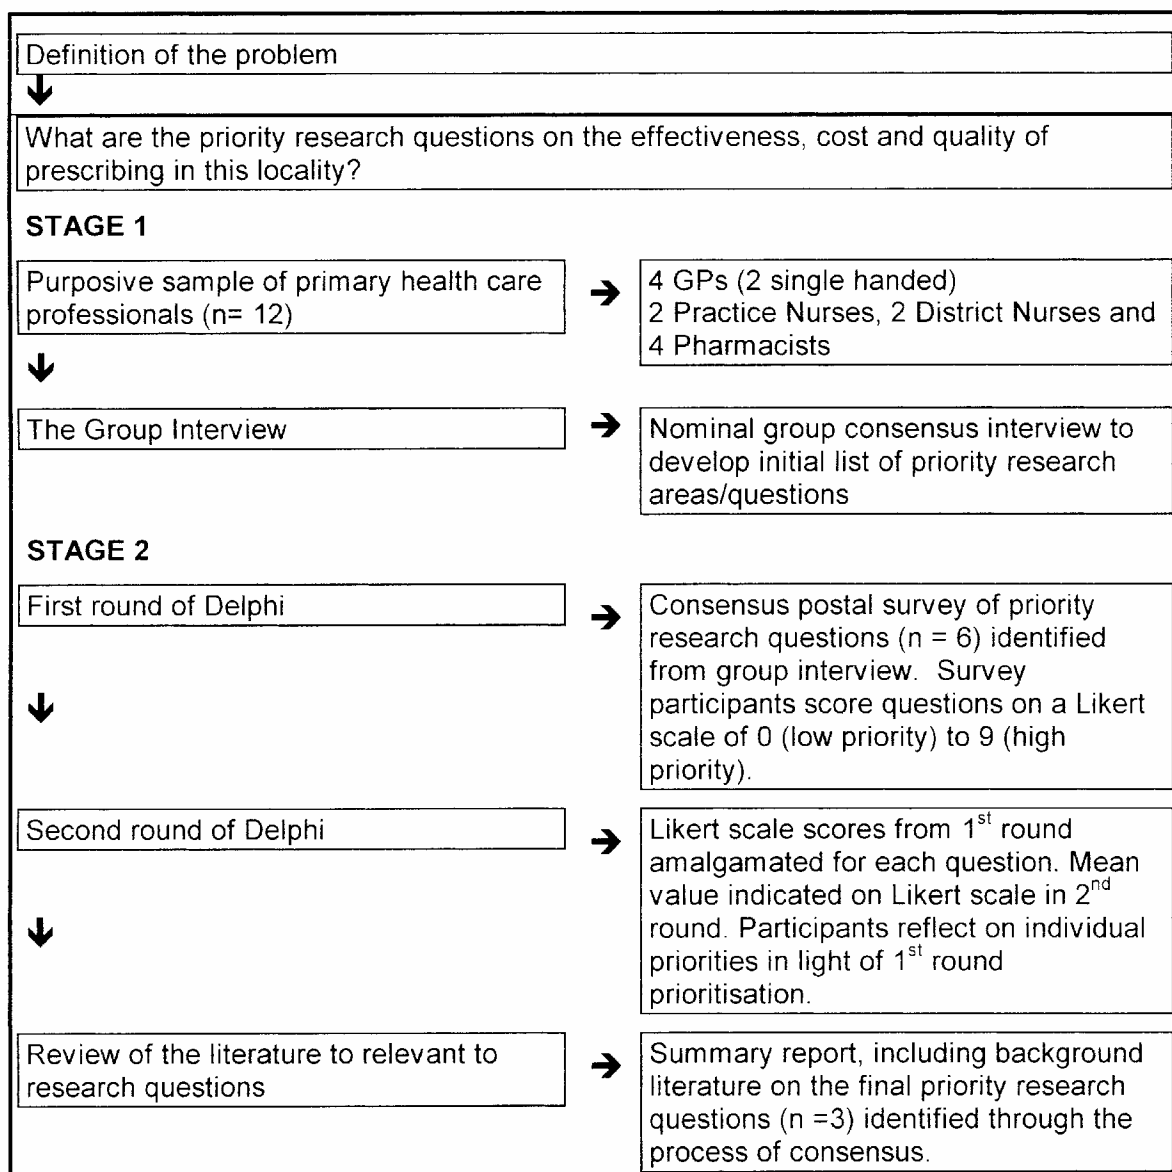 Definition of the problem
What are the priority research questions on the effectiveness, cost and quality of
prescribing in this locality?
STAGE 1
Purposive sample of primary health care
professionals (n= 12)
4 GPs (2 single handed)
2 Practice Nurses, 2 District Nurses and
4 Pharmacists
The Group Interview
Nominal group consensus interview to
develop initial list of priority research
areas/questions
STAGE 2
First round of Delphi
Consensus postal survey of priority
research questions (n = 6) identified
from group interview. Survey
participants score questions on a Likert
scale of 0 (low priority) to 9 (high
priority).
Second round of Delphi
Likert scale scores from 1st round
amalgamated for each question. Mean
value indicated on Likert scale in 2nd
round. Participants reflect on individual
priorities in light of 1st round
prioritisation.
Review of the literature to relevant to
research questions
Summary report, including background
literature on the final priority research
questions (n =3) identified through the
process of consensus.